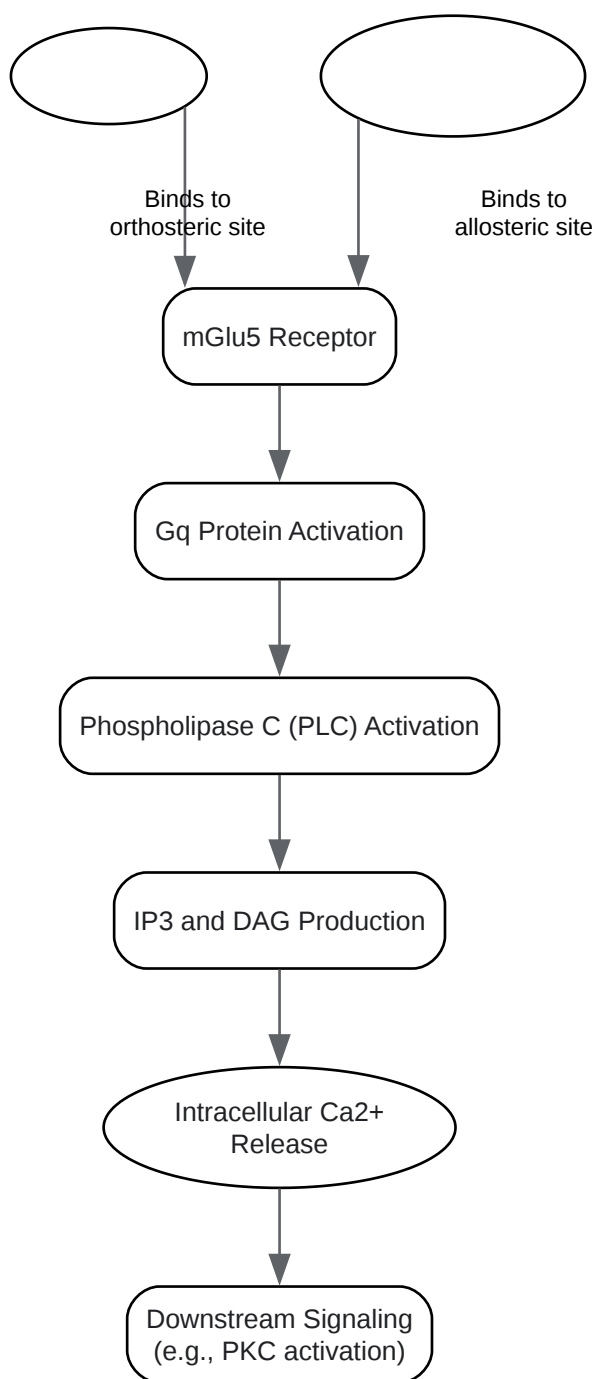 Binds to
orthosteric site
Binds to
allosteric site
mGlu5 Receptor
Gq Protein Activation
Phospholipase C (PLC) Activation
IP3 and DAG Production
Intracellular Ca2+
Release
Downstream Signaling
(e.g., PKC activation)